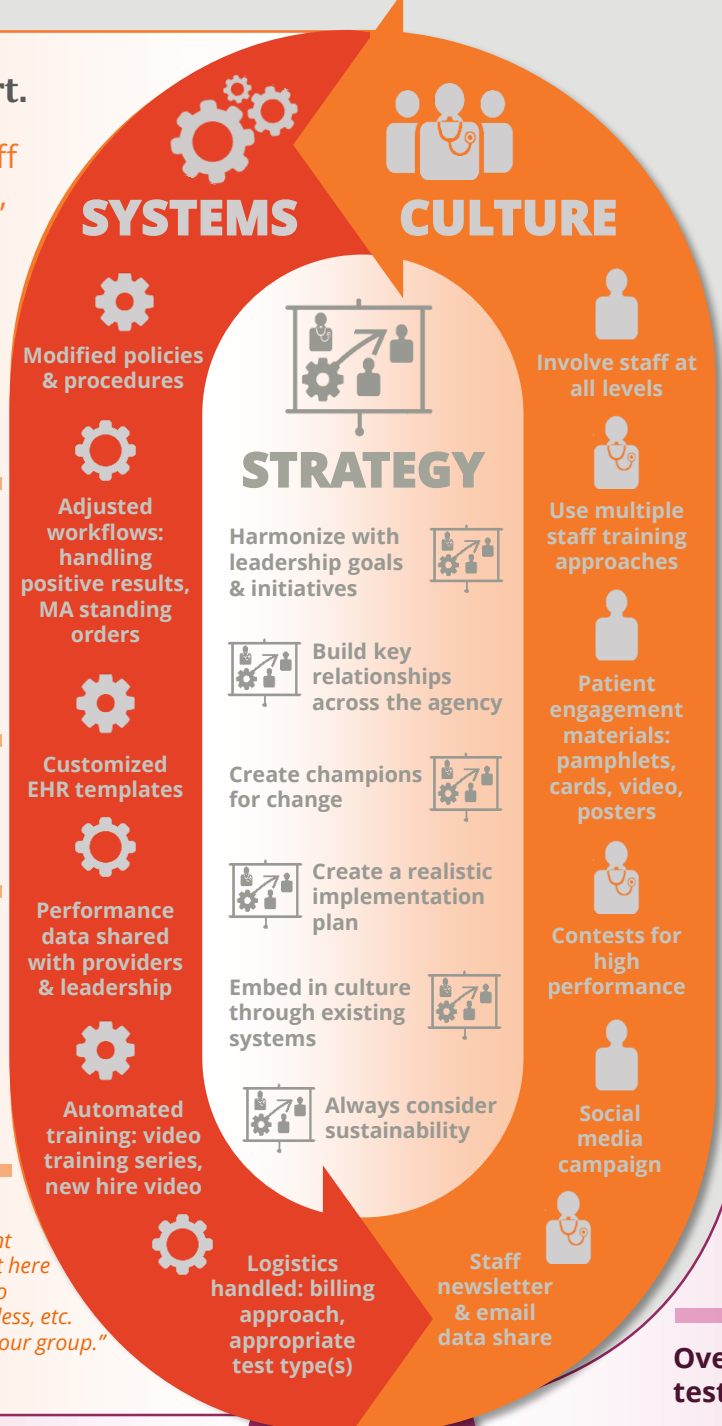 rt.
ff
,
SYSTEMS
Modified policies
& procedures
Adjusted
workflows:
handling
positive results,
MA standing
orders
Customized
EHR templates
Performance
data shared
with providers
& leadership
Automated
training: video
training series,
new hire video
Logistics
handled: billing
approach,
appropriate
test type(s)
STRATEGY
Harmonize with
leadership goals
& initiatives
Build key
relationships
across the agency
Create champions
for change
Create a realistic
implementation
plan
Embed in culture
through existing
systems
Always consider
sustainability
CULTURE
Involve staff at
all levels
Use multiple
staff training
approaches
Patient
engagement
materials:
pamphlets,
cards, video,
posters
Contests for
high
performance
Social
media
campaign
Staff
newsletter
& email
data share
nt
t here
o
less, etc.
our group.”
Ove
test